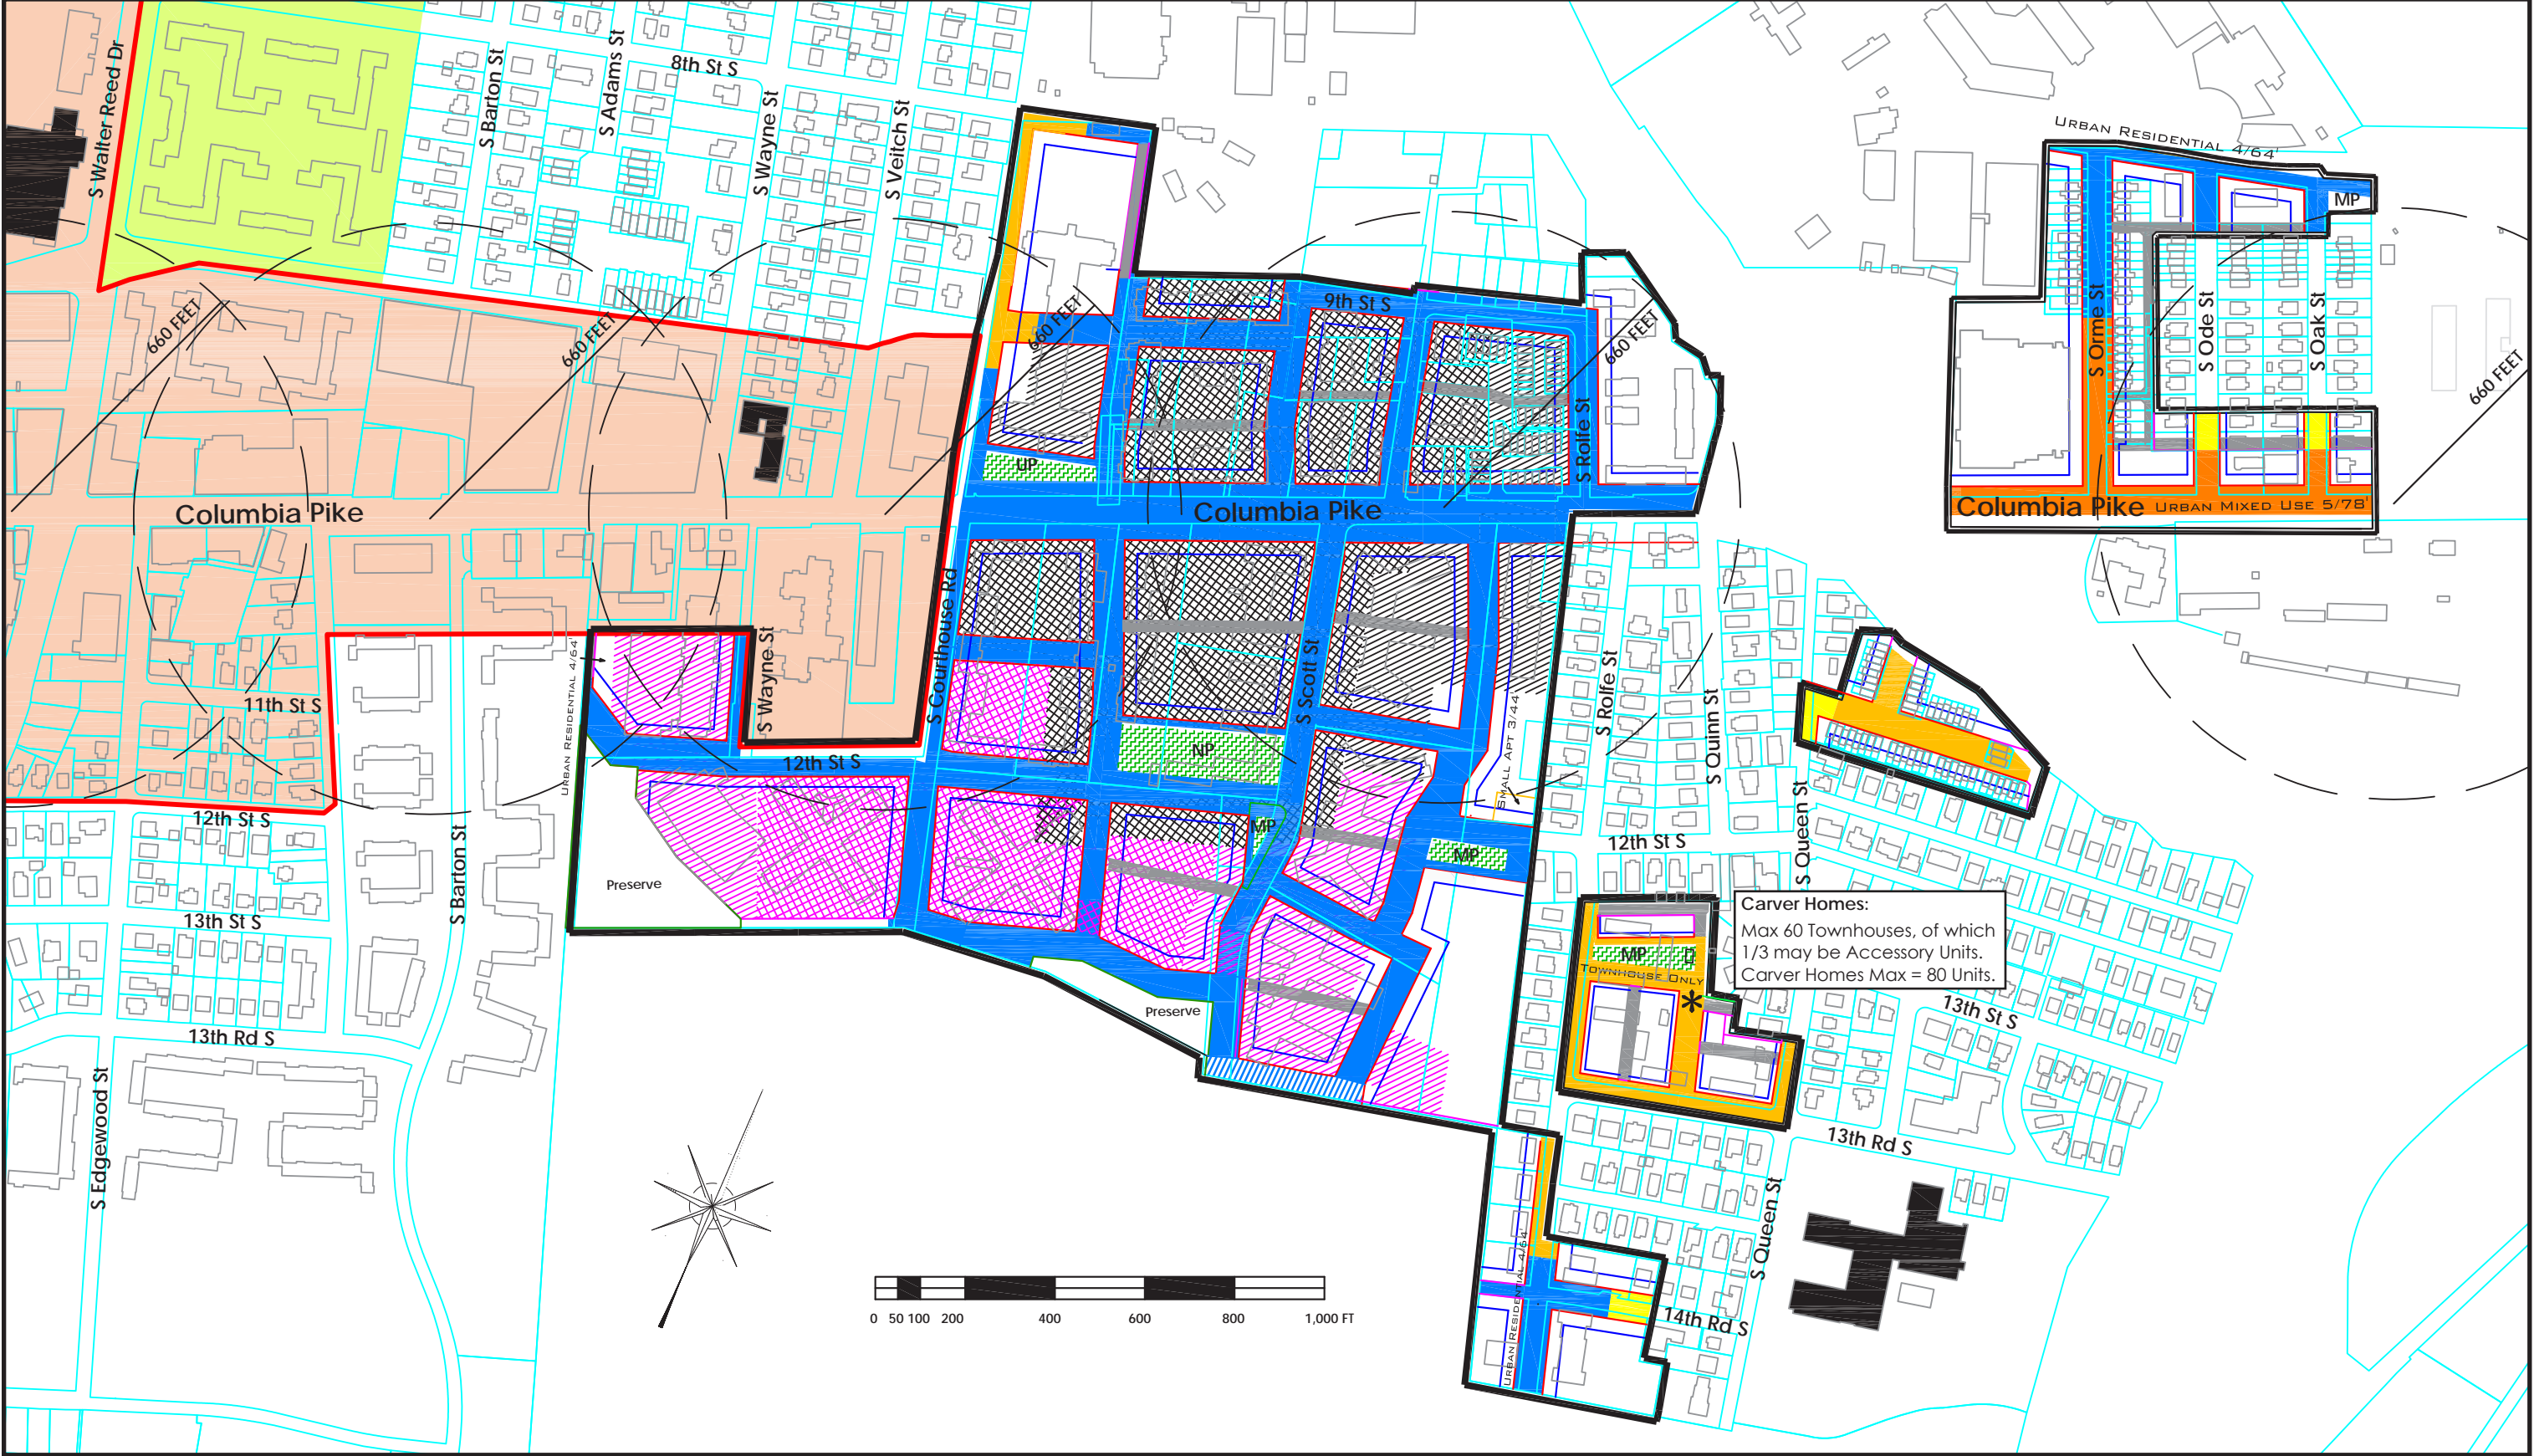 S Walter Reed Dr
S Barton St
S Adams St
8th St S
S Wayne St
S Veitch St
Urban Residential 4/64'
MP
660 FEET
660 FEET
660 FEET
660 FEET
660 FEET
9th St S
S Orme St
S Ode St
S Oak St
S Rolfe St
UP
Columbia Pike
Columbia Pike
Columbia Pike
Urban Mixed Use 5/78'
Urban Residential 4/64'
S Wayne St
S Courthouse Rd
S Scott St
Small Apt 3/44'
S Rolfe St
S Quinn St
S Queen St
11th St S
12th St S
12th St S
12th St S
NP
MP
MP
S Barton St
Preserve
13th St S
Carver Homes:
Max 60 Townhouses, of which
1/3 may be Accessory Units.
Carver Homes Max = 80 Units.
MP
Townhouse Only
*
Preserve
13th St S
13th Rd S
13th Rd S
S Edgewood St
S Queen St
Urban Residential 4/64'
14th Rd S
0 50 100 200 400 600 800 1,000 FT